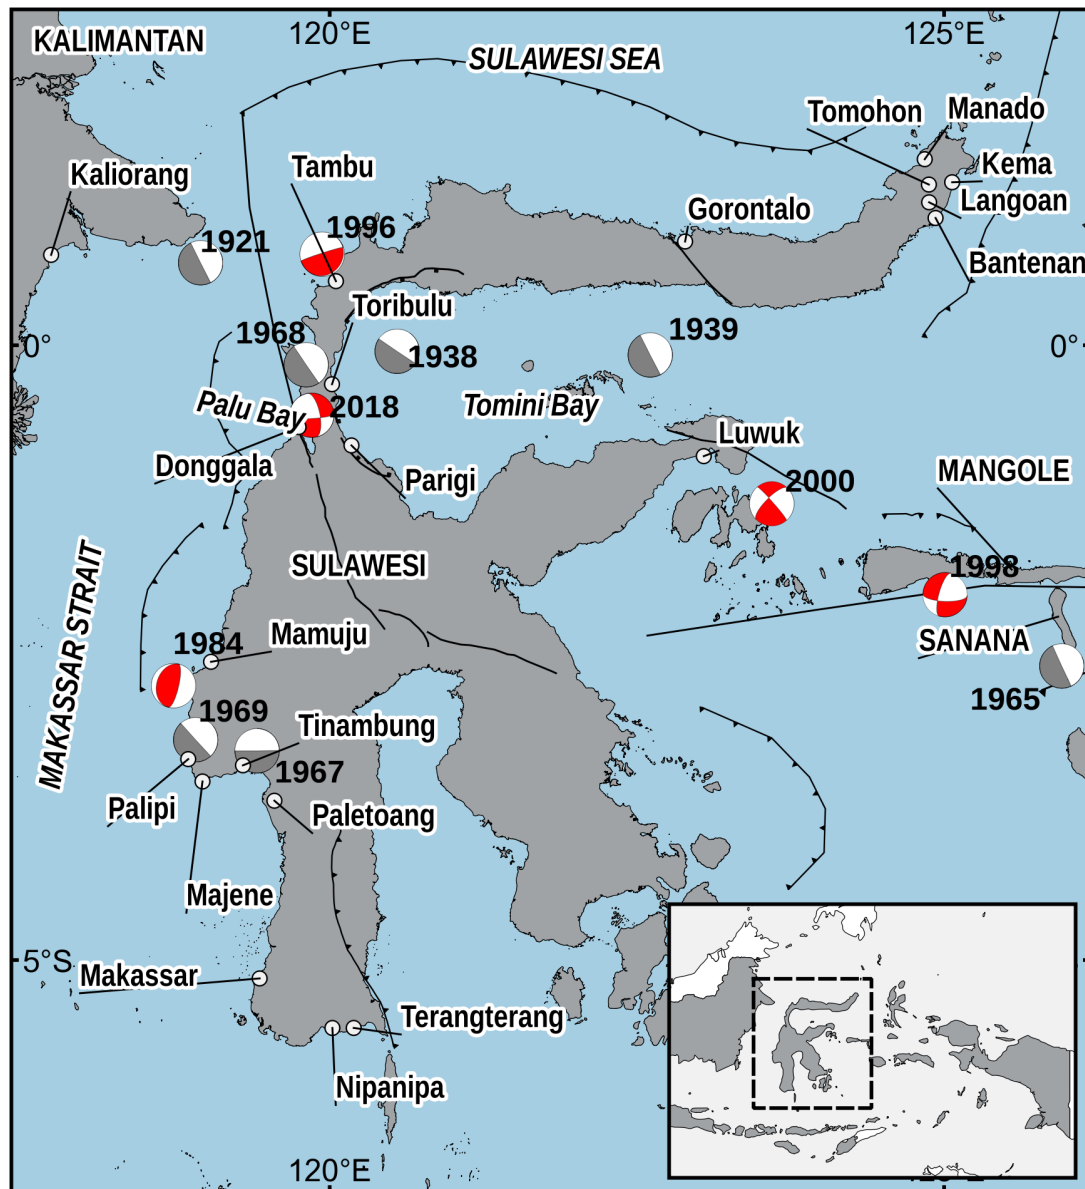 120°E
125°E
KALIMANTAN
SULAWESI SEA
Tomohon
Manado
Kaliorang
Tambu
Kema
Langoan
Gorontalo
1921
1996
Bantenan
Toribulu
1968
1938
1939
0°
0°
Palu Bay
2018
Tomini Bay
Luwuk
Donggala
Parigi
2000
MANGOLE
MAKASSAR STRAIT
SULAWESI
1998
Mamuju
SANANA
1984
1965
1969
Tinambung
1967
Palipi
Paletoang
Majene
5°S
Makassar
Terangterang
Nipanipa
120°E